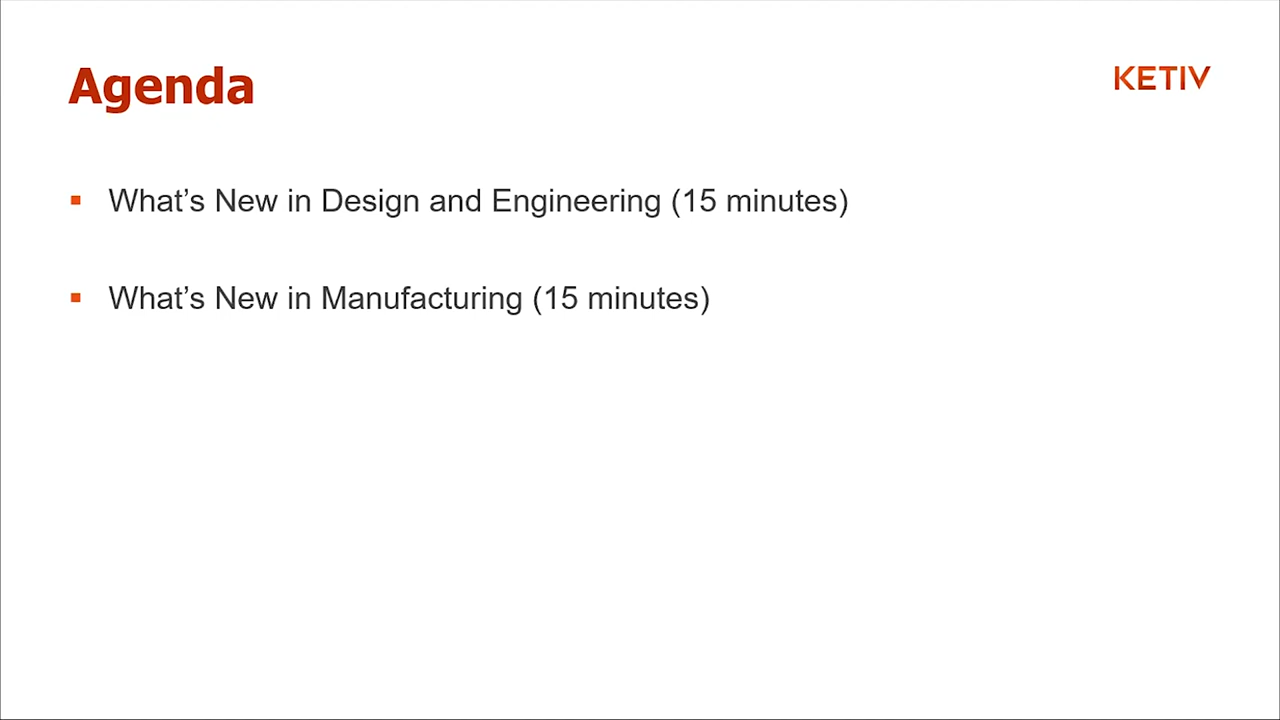 Agenda
KETIV
What’s New in Design and Engineering (15 minutes)
What’s New in Manufacturing (15 minutes)